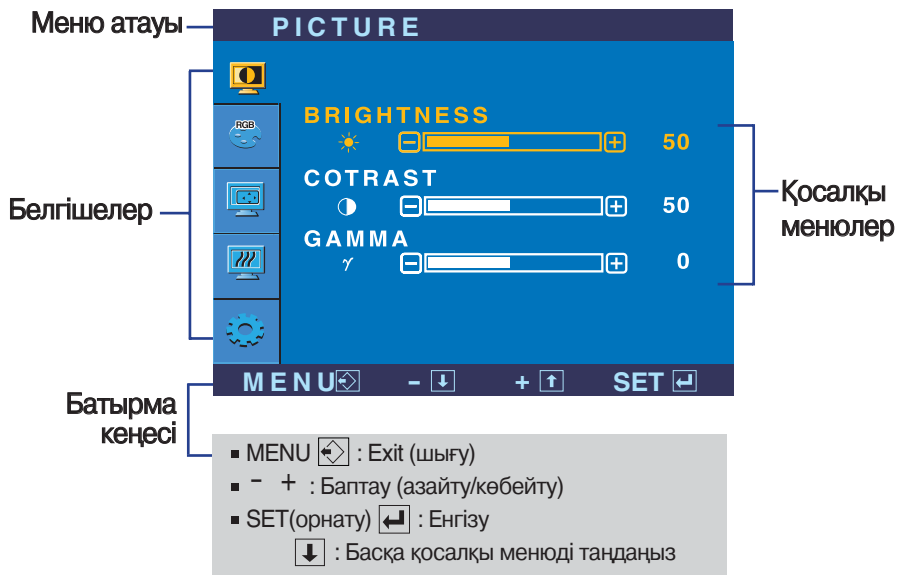 Меню атауы
PICTURE
RGB
BRIGHTNESS
50
COTRAST
50
GAMMA
γ 0
Белгішелер
Қосалқы
менюлер
MENU - + SET
Батырма
кеңесі
▪ MENU : Exit (шығу)
▪ - + : Баптау (азайту/көбейту)
▪ SET(орнату) : Енгізу
: Басқа қосалқы менюді таңдаңыз